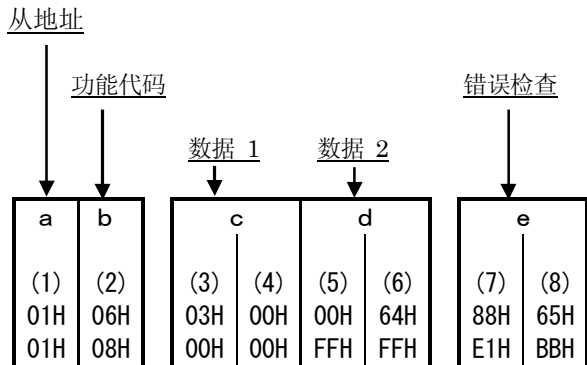 从地址
功能代码 错误检查
数据 1 数据 2
a b c d e
(1) (2) (3) (4) (5) (6) (7) (8)
01H 06H 03H 00H 00H 64H 88H 65H
01H 08H 00H 00H FFH FFH E1H BBH